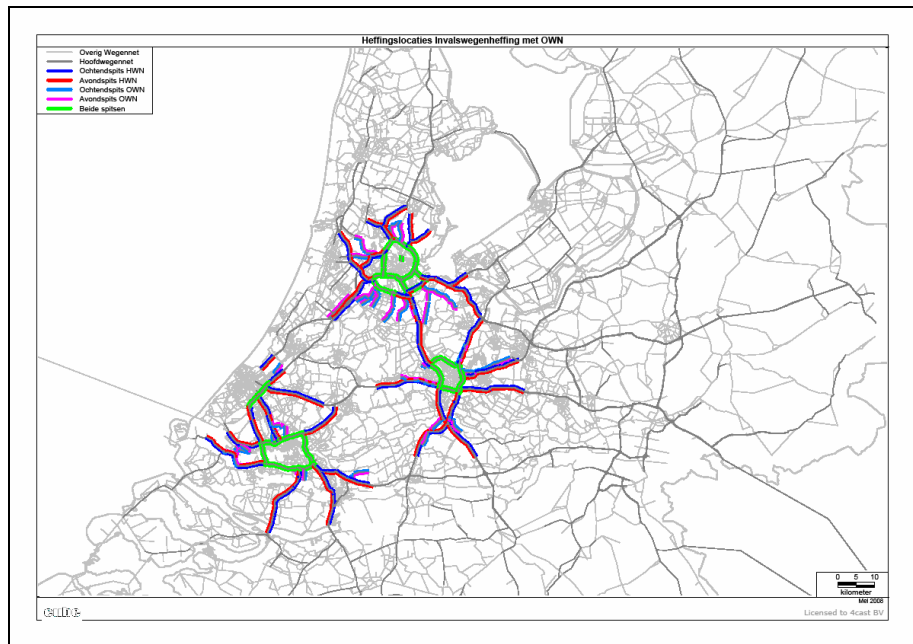 Heffingslocaties Invalswegenheffing met OWN
Overig Wegennet
Hoofdwegennet
Ochtendspits HWN
Avondspits HWN
Ochtendspits OWN
Avondspits OWN
Beide spitsen
0 5 10
kilometer
Mei 2008
cube
Licensed to 4cast BV